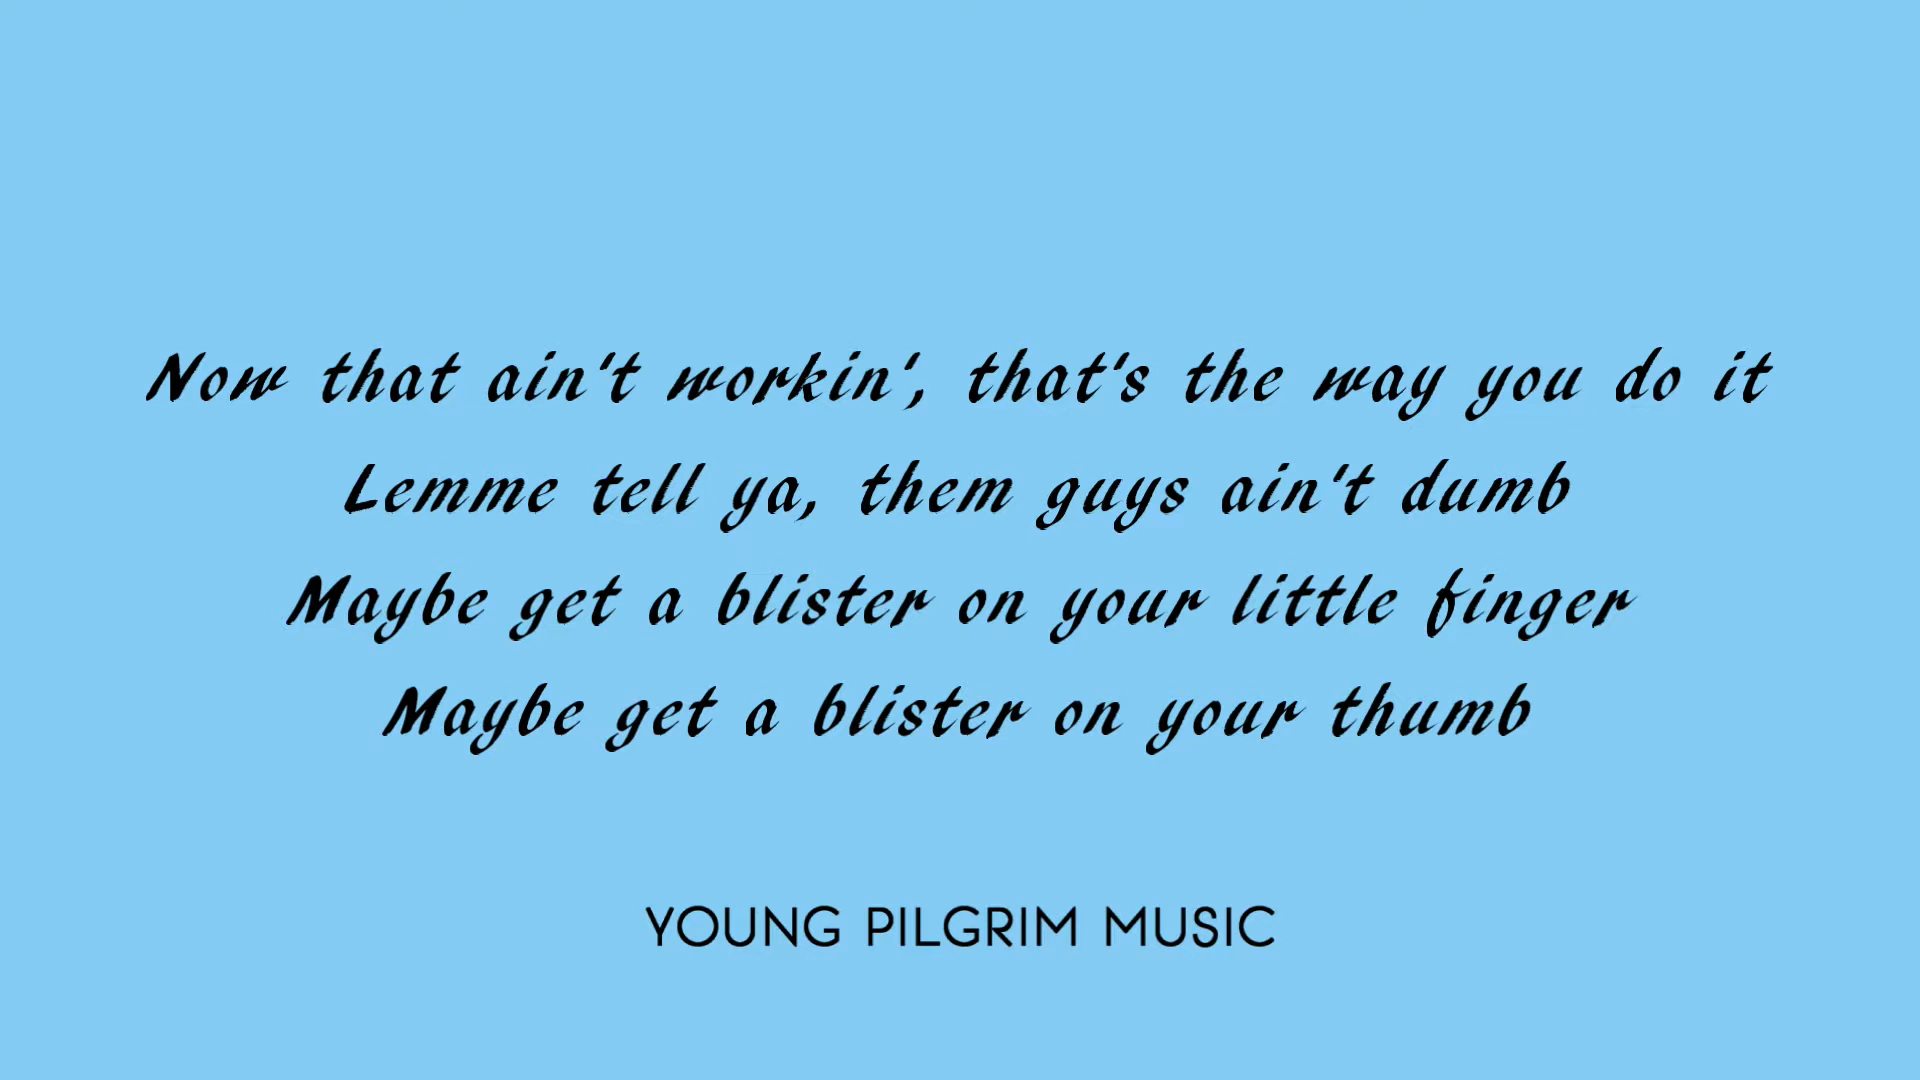 Now that ain't workin', that's the way you do it
Lemme tell ya, them guys ain't dumb
Maybe get a blister on your little finger
Maybe get a blister on your thumb
YOUNG PILGRIM MUSIC